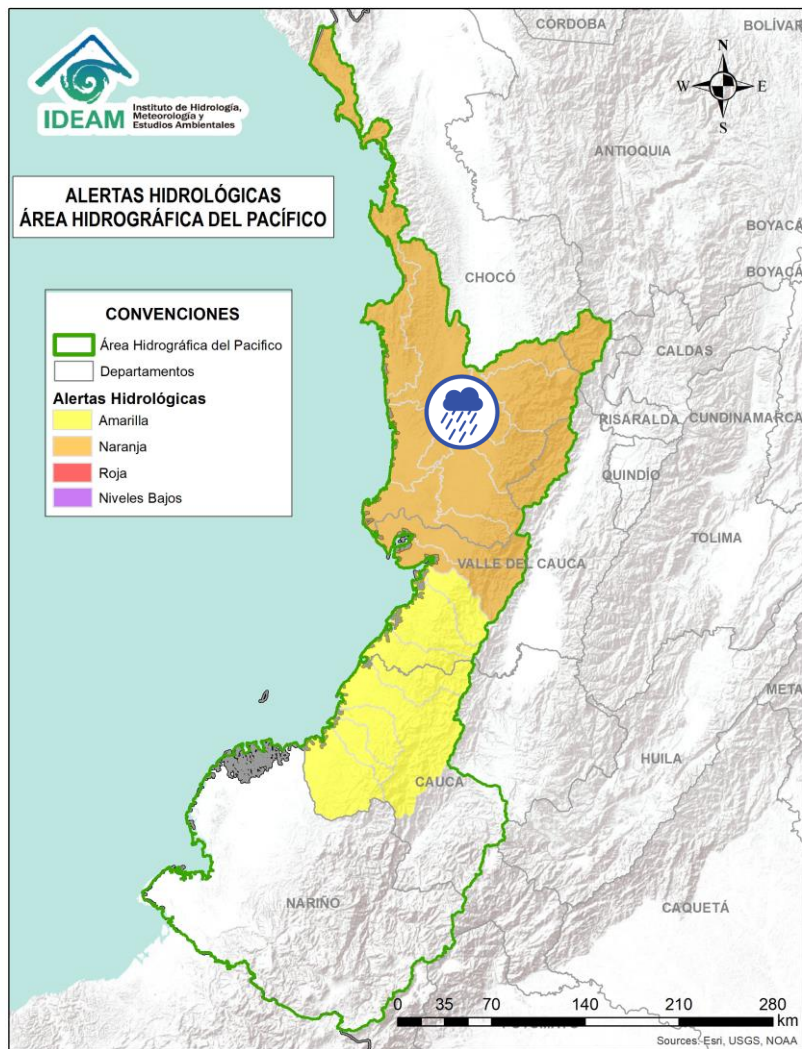 CÓRDOBA
BOLÍVAR
IDEAM
Instituto de Hidrología,
Meteorología y
Estudios Ambientales
N
W
E
S
ALERTAS HIDROLÓGICAS
ÁREA HIDROGRÁFICA DEL PACÍFICO
ANTIOQUIA
BOYACÁ
BOYACÁ
CHOCÓ
CONVENCIONES
Área Hidrográfica del Pacifico
Departamentos
Alertas Hidrológicas
Amarilla
Naranja
Roja
Niveles Bajos
CALDAS
RISARALDA
CUNDINAMARCA
QUINDÍO
TOLIMA
VALLE DEL CAUCA
META
HUILA
CAUCA
NARIÑO
CAQUETÁ
0 35 70 140 210 280
km
Sources: Esri, USGS, NOAA